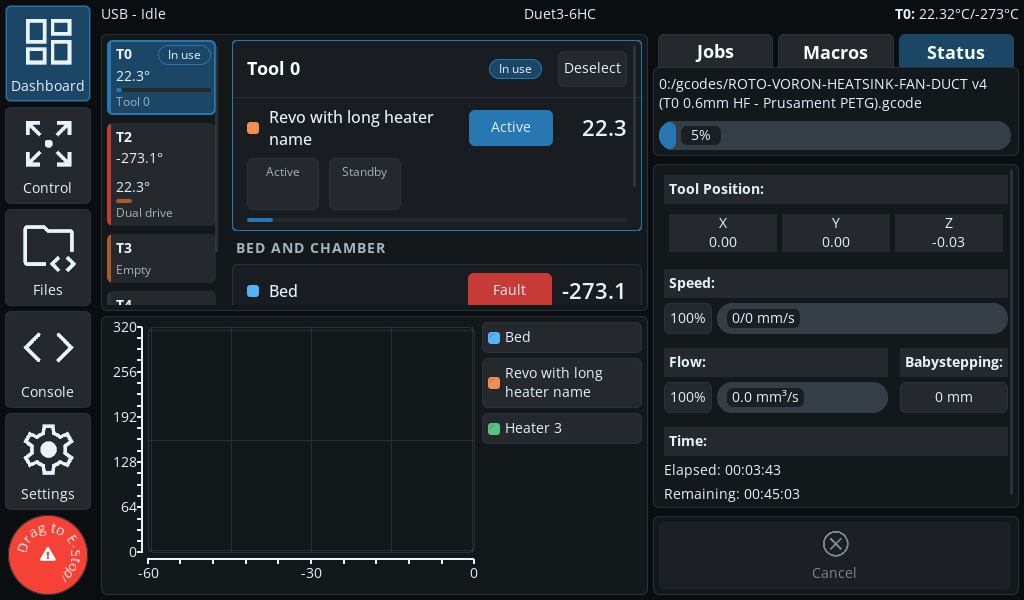 USB - Idle
Duet3-6HC
T0: 22.32°C/-273°C
Dashboard
Control
Files
Console
Settings
Drag to E-Stop!
T0
In use
22.3°
Tool 0
T2
-273.1°
22.3°
Dual drive
T3
Empty
T4
Tool 0
In use
Deselect
Revo with long heater
name
Active
22.3
Active
Standby
BED AND CHAMBER
Bed
Fault
-273.1
320
256
192
128
64
0
-60
-30
0
Bed
Revo with long
heater name
Heater 3
Jobs
Macros
Status
0:/gcodes/ROTO-VORON-HEATSINK-FAN-DUCT v4
(T0 0.6mm HF - Prusament PETG).gcode
5%
Tool Position:
X
0.00
Y
0.00
Z
-0.03
Speed:
100%
0/0 mm/s
Flow:
100%
0.0 mm³/s
Babystepping:
0 mm
Time:
Elapsed: 00:03:43
Remaining: 00:45:03
Cancel